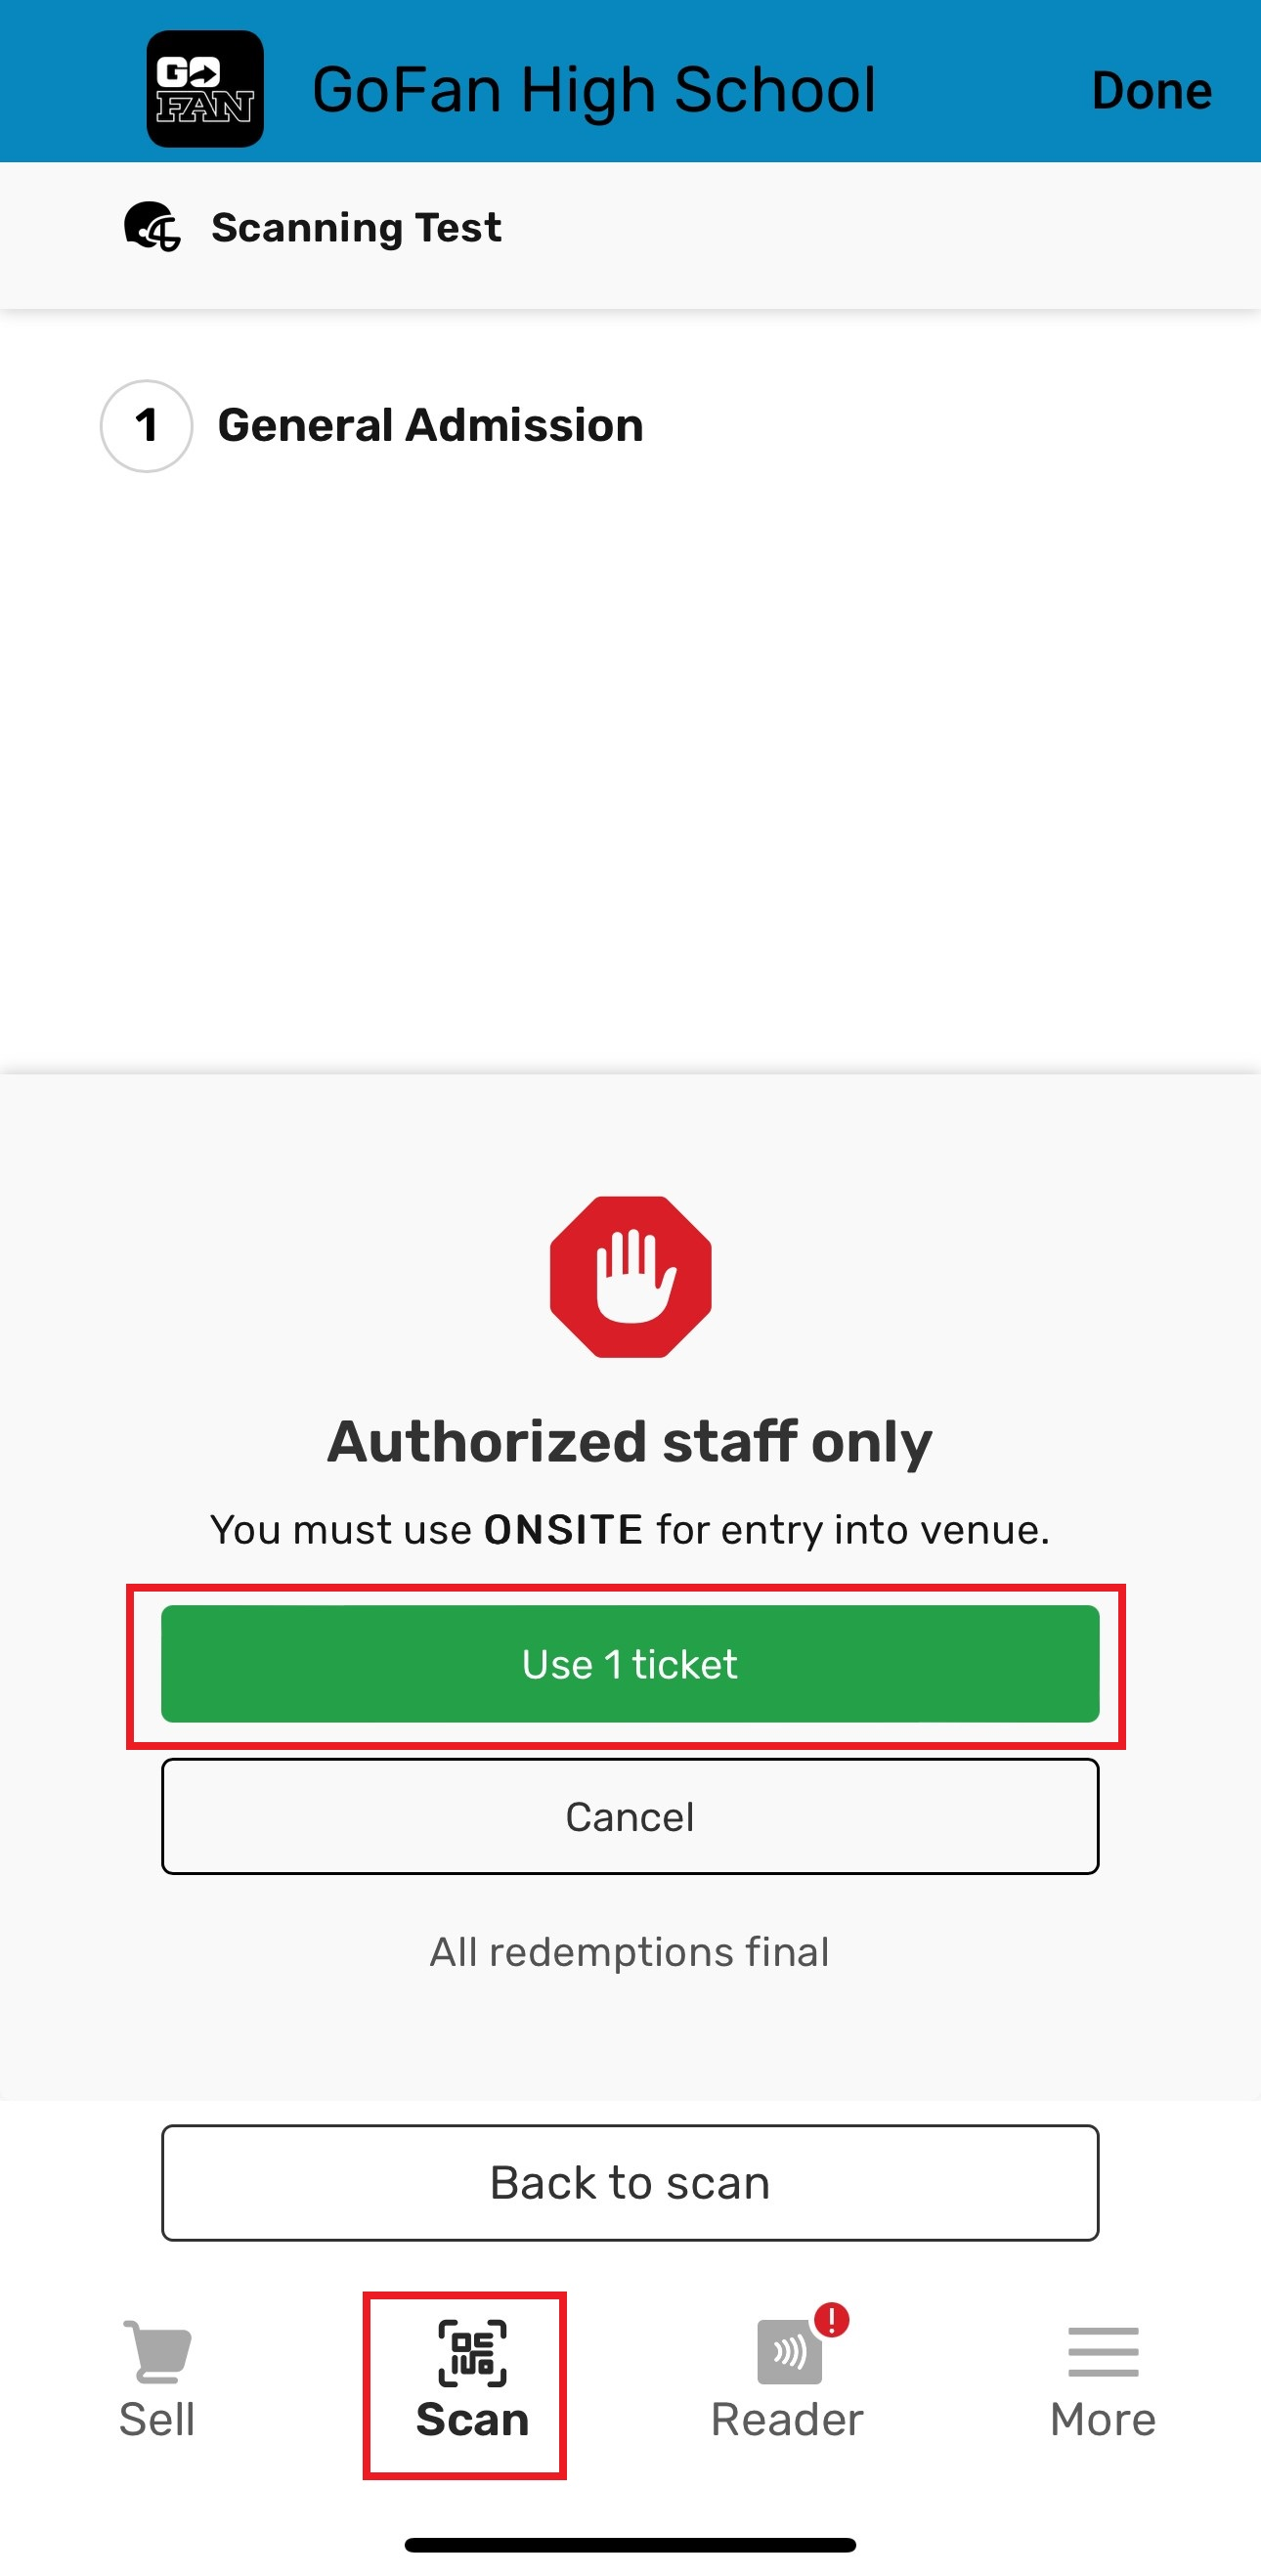 GO
FAN
GoFan High School
Done
Scanning Test
1 General Admission
Authorized staff only
You must use ONSITE for entry into venue.
Use 1 ticket
Cancel
All redemptions final
Back to scan
Sell Scan Reader More